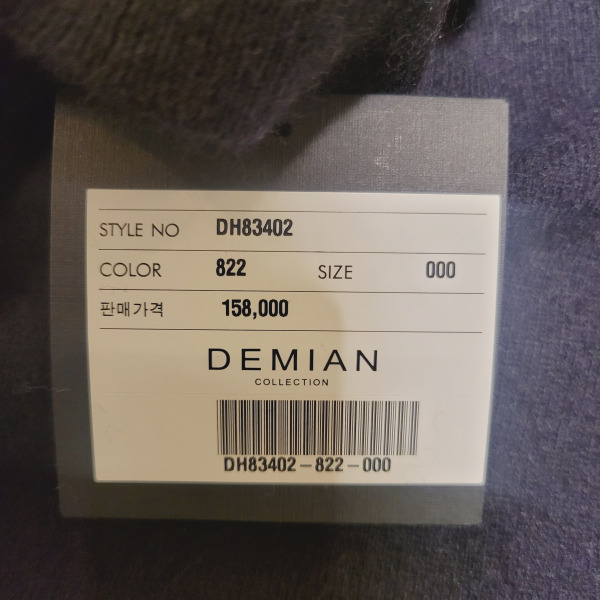 STYLE NO DH83402
COLOR 822 SIZE 000
판매가격 158,000
DEMIAN
COLLECTION
DH83402-822-000